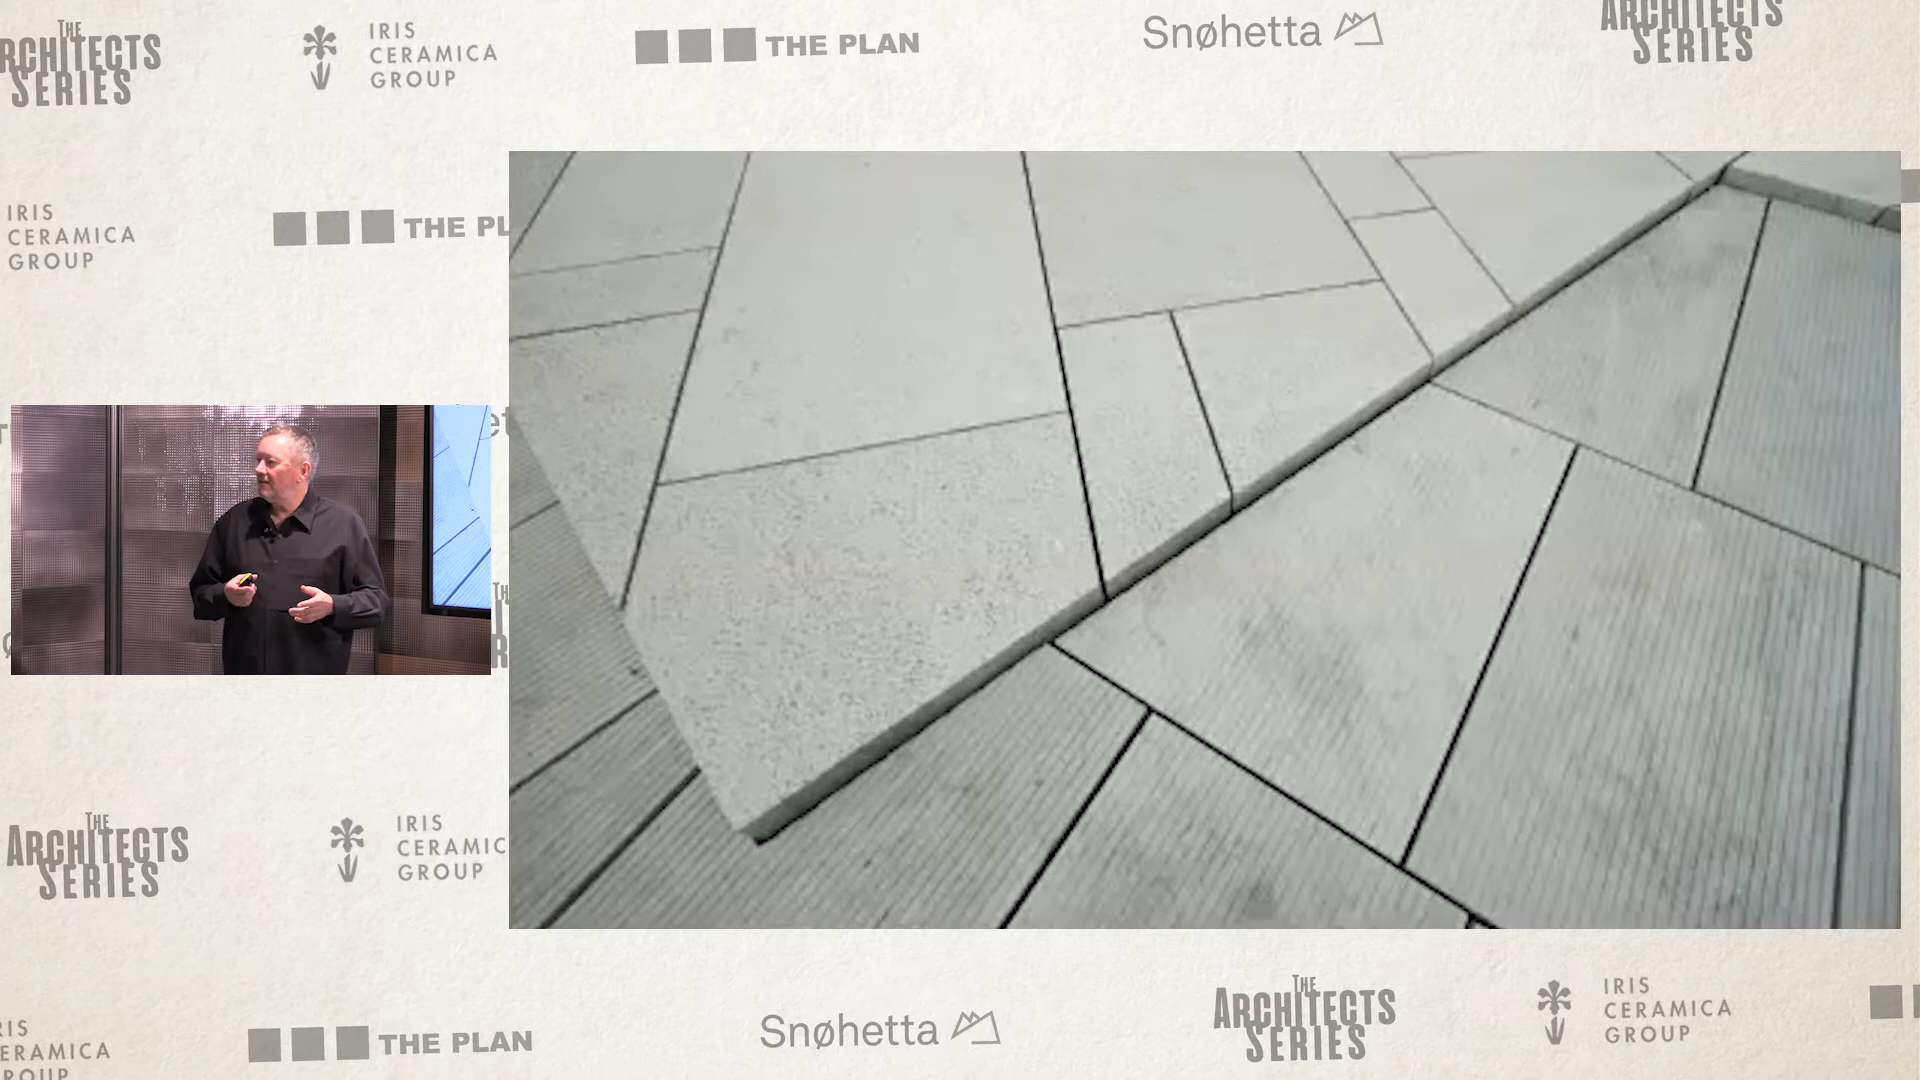 THE
ARCHITECTS
SERIES
IRIS
CERAMICA
GROUP
THE PLAN
Snøhetta
ARCHITECTS
SERIES
IRIS
CERAMICA
GROUP
THE PL
THE
ARCHITECTS
SERIES
IRIS
CERAMIC
GROUP
THE
ARCHITECTS
SERIES
IRIS
CERAMICA
GROUP
Snøhetta
THE PLAN
IRIS
CERAMICA
GROUP